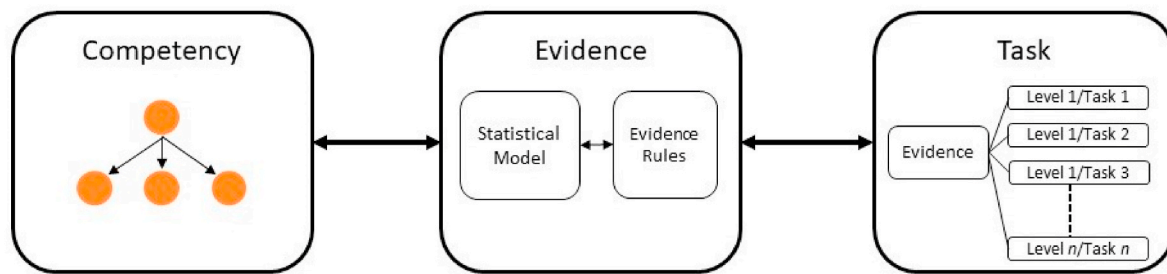 Competency
Evidence
Statistical
Model
Evidence
Rules
Task
Evidence
Level 1/Task 1
Level 1/Task 2
Level 1/Task 3
Level n/Task n